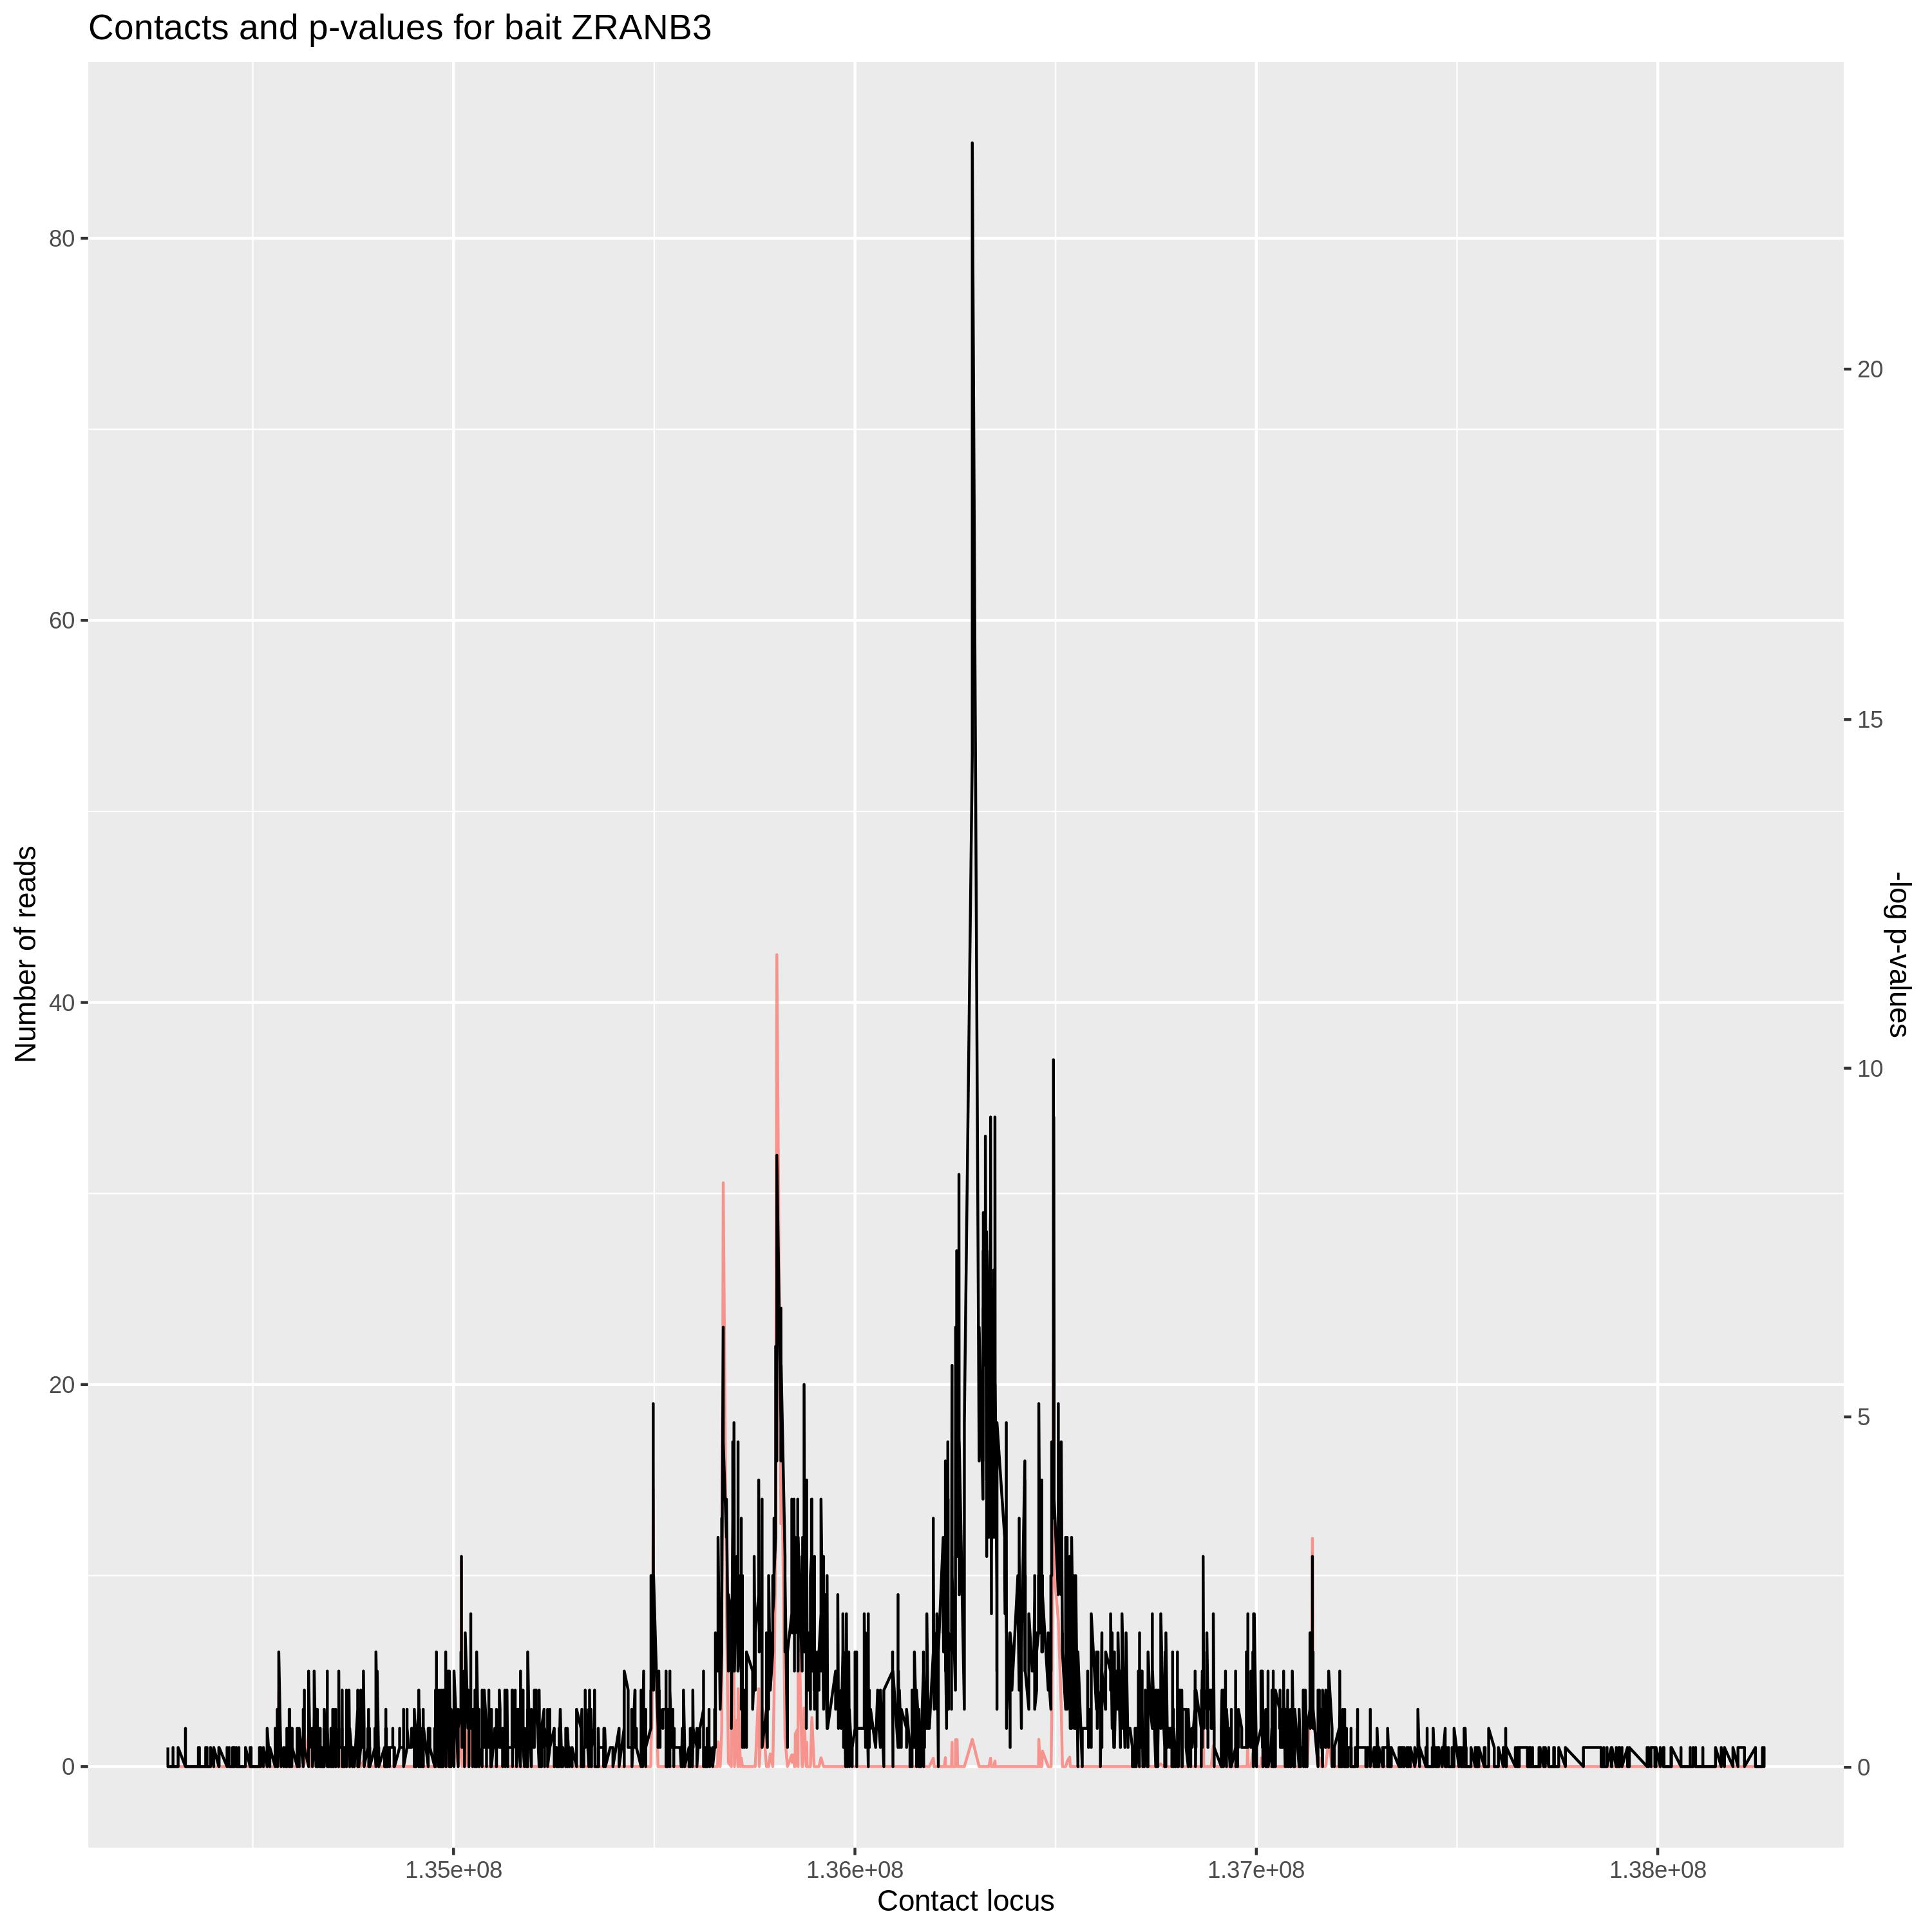 Contacts and p-values for bait ZRANB3
80
60
40
20
0
Number of reads
20
15
10
5
0
-log p-values
1.35e+08
1.36e+08
1.37e+08
1.38e+08
Contact locus